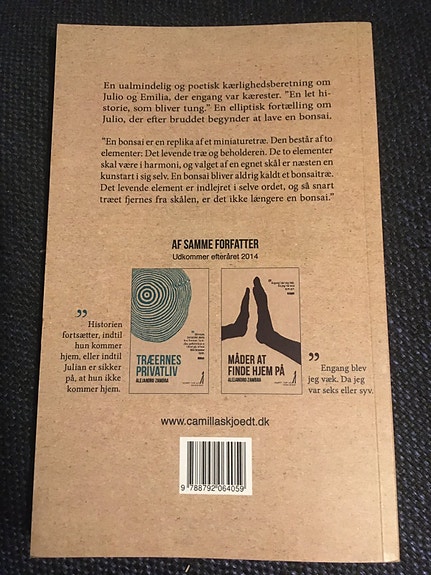 En ualmindelig og poetisk kærlighedsberetning om
Julio og Emilia, der engang var kærester. "En let hi-
storie, som bliver tung." En elliptisk fortælling om
Julio, der efter bruddet begynder at lave en bonsai.
"En bonsai er en replika af et miniaturetræ. Den består af to
elementer: Det levende træ og beholderen. De to elementer
skal være i harmoni, og valget af en egnet skål er næsten en
kunstart i sig selv. En bonsai bliver aldrig kaldt et bonsaitræ.
Det levende element er indlejret i selve ordet, og så snart
træet fjernes fra skålen, er det ikke længere en bonsai."
AF SAMME FORFATTER
Udkommer efteråret 2014
"
Historien
fortsætter, indtil
hun kommer
hjem, eller indtil
Julian er sikker
på, at hun ikke
kommer hjem.
TRÆERNES
PRIVATLIV
ALEJANDRO ZAMBRA
MÅDER AT
FINDE HJEM PÅ
ALEJANDRO ZAMBRA
"
Engang blev
jeg væk. Da jeg
var seks eller syv.
www.camillaskjoedt.dk
9 788792 064059